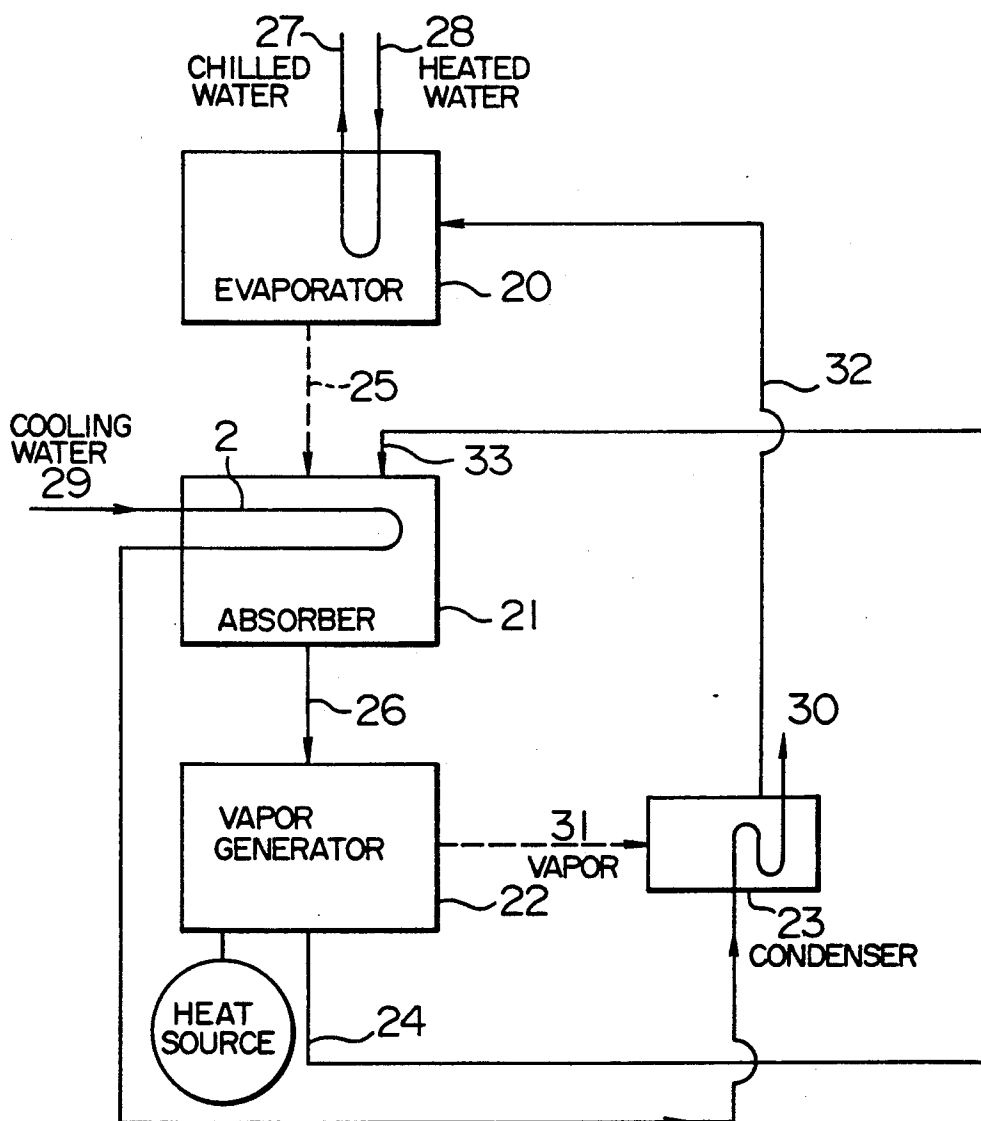 27
28
CHILLED
WATER
HEATED
WATER
EVAPORATOR
20
25
32
COOLING
WATER
29
2
33
ABSORBER
21
26
30
VAPOR
GENERATOR
31
VAPOR
22
23
CONDENSER
HEAT
SOURCE
24